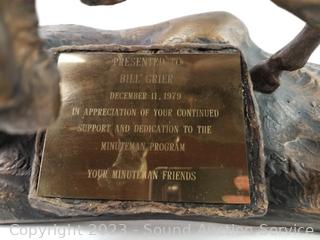 PRESENTED TO
BILL GRIER
DECEMBER 11, 1979
IN APPRECIATION OF YOUR CONTINUED
SUPPORT AND DEDICATION TO THE
MINUTEMAN PROGRAM
YOUR MINUTEMAN FRIENDS
Copyright 2023 - Sound Auction Service